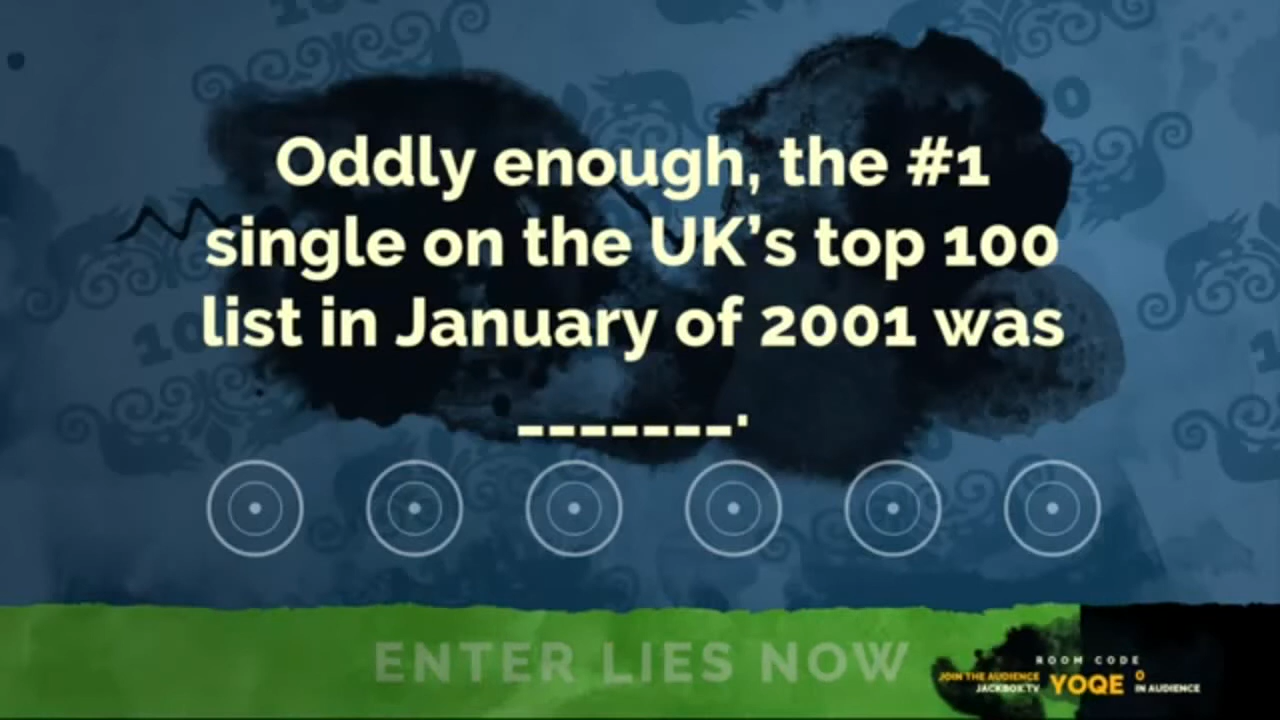 Oddly enough, the #1
single on the UK’s top 100
list in January of 2001 was
_______.
ENTER LIES NOW
ROOM CODE
JOIN THE AUDIENCE
JACKBOX.TV
YOQE
0
IN AUDIENCE